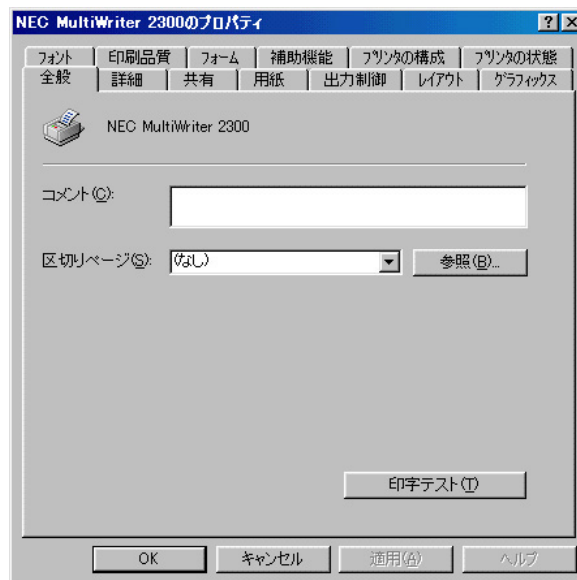 NEC MultiWriter 2300のプロパティ
フォント 印刷品質 フォーム 補助機能 プリンタの構成 プリンタの状態
全般 詳細 共有 用紙 出力制御 レイアウト グラフィックス
NEC MultiWriter 2300
コメント(C):
区切りページ(S): (なし) 参照(B)...
印字テスト(T)
OK キャンセル 適用(A) ヘルプ